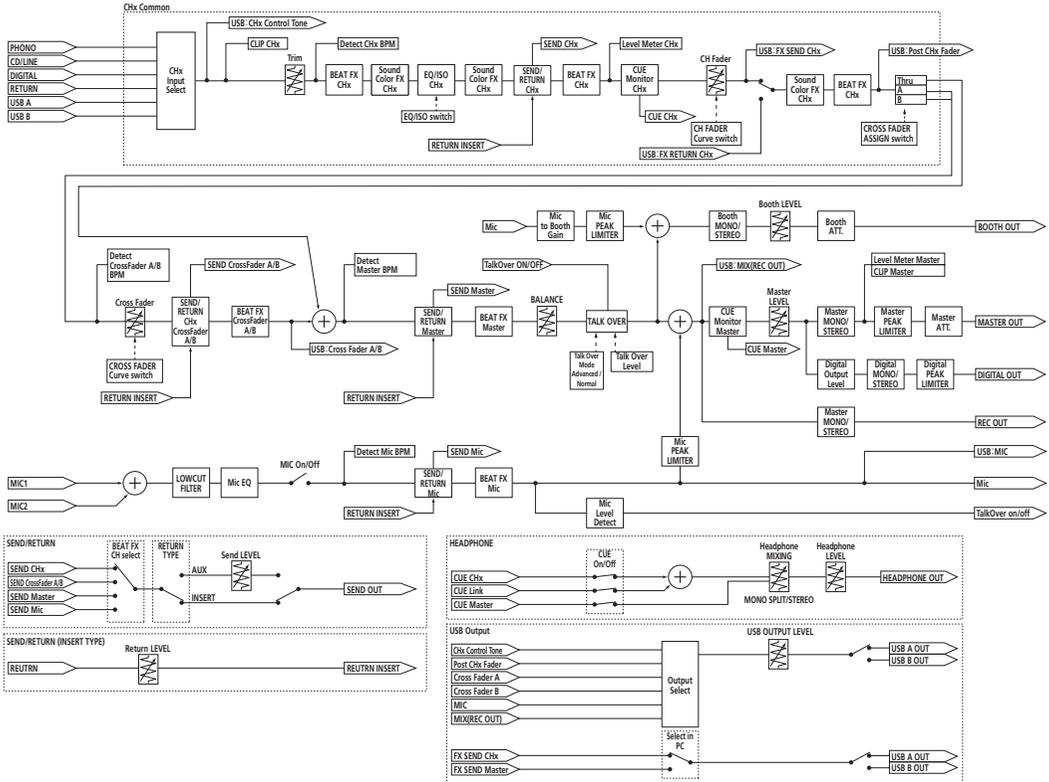 CHx Common
PHONO
CD/LINE
DIGITAL
RETURN
USB A
USB B
CHx
Input
Select
USB:CHx Control Tone
CLIP CHx
Trim
Detect CHx BPM
BEAT FX
CHx
Sound
Color FX
CHx
EQ/ISO
CHx
EQ/ISO switch
Sound
Color FX
CHx
SEND CHx
SEND/
RETURN
CHx
RETURN INSERT
BEAT FX
CHx
Level Meter CHx
CUE
Monitor
CHx
CUE CHx
CH Fader
CH FADER
Curve switch
USB:FX SEND CHx
USB:FX RETURN CHx
Sound
Color FX
CHx
BEAT FX
CHx
USB:Post CHx Fader
Thru
A
B
CROSS FADER
ASSIGN switch
Mic
Mic
to Booth
Gain
Mic
PEAK
LIMITER
Booth
MONO/
STEREO
Booth LEVEL
Booth
ATT.
BOOTH OUT
Detect
CrossFader A/B
BPM
Cross Fader
CROSS FADER
Curve switch
SEND CrossFader A/B
SEND/
RETURN
CHx
CrossFader
A/B
RETURN INSERT
BEAT FX
CrossFader
A/B
USB:Cross Fader A/B
Detect
Master BPM
SEND Master
SEND/
RETURN
Master
RETURN INSERT
BEAT FX
Master
BALANCE
TalkOver ON/OFF
TALK OVER
Talk Over
Mode
Advanced /
Normal
Talk Over
Level
USB:MIX(REC OUT)
CUE
Monitor
Master
CUE Master
Master
LEVEL
Level Meter Master
CLIP Master
Master
MONO/
STEREO
Master
PEAK
LIMITER
Master
ATT.
MASTER OUT
Digital
Output
Level
Digital
MONO/
STEREO
Digital
PEAK
LIMITER
DIGITAL OUT
Master
MONO/
STEREO
REC OUT
Mic
PEAK
LIMITER
MIC1
MIC2
LOWCUT
FILTER
Mic EQ
MIC On/Off
Detect Mic BPM
SEND Mic
SEND/
RETURN
Mic
RETURN INSERT
BEAT FX
Mic
Mic
Level
Detect
USB:MIC
Mic
TalkOver on/off
SEND/RETURN
SEND CHx
SEND CrossFader A/B
SEND Master
SEND Mic
BEAT FX
CH select
RETURN
TYPE
AUX
INSERT
Send LEVEL
SEND OUT
SEND/RETURN (INSERT TYPE)
REUTRN
Return LEVEL
REUTRN INSERT
HEADPHONE
CUE CHx
CUE Link
CUE Master
CUE
On/Off
Headphone
MIXING
MONO SPLIT/STEREO
Headphone
LEVEL
HEADPHONE OUT
USB Output
CHx Control Tone
Post CHx Fader
Cross Fader A
Cross Fader B
MIC
MIX(REC OUT)
Output
Select
USB OUTPUT LEVEL
USB A OUT
USB B OUT
FX SEND CHx
FX SEND Master
Select in
PC
USB A OUT
USB B OUT